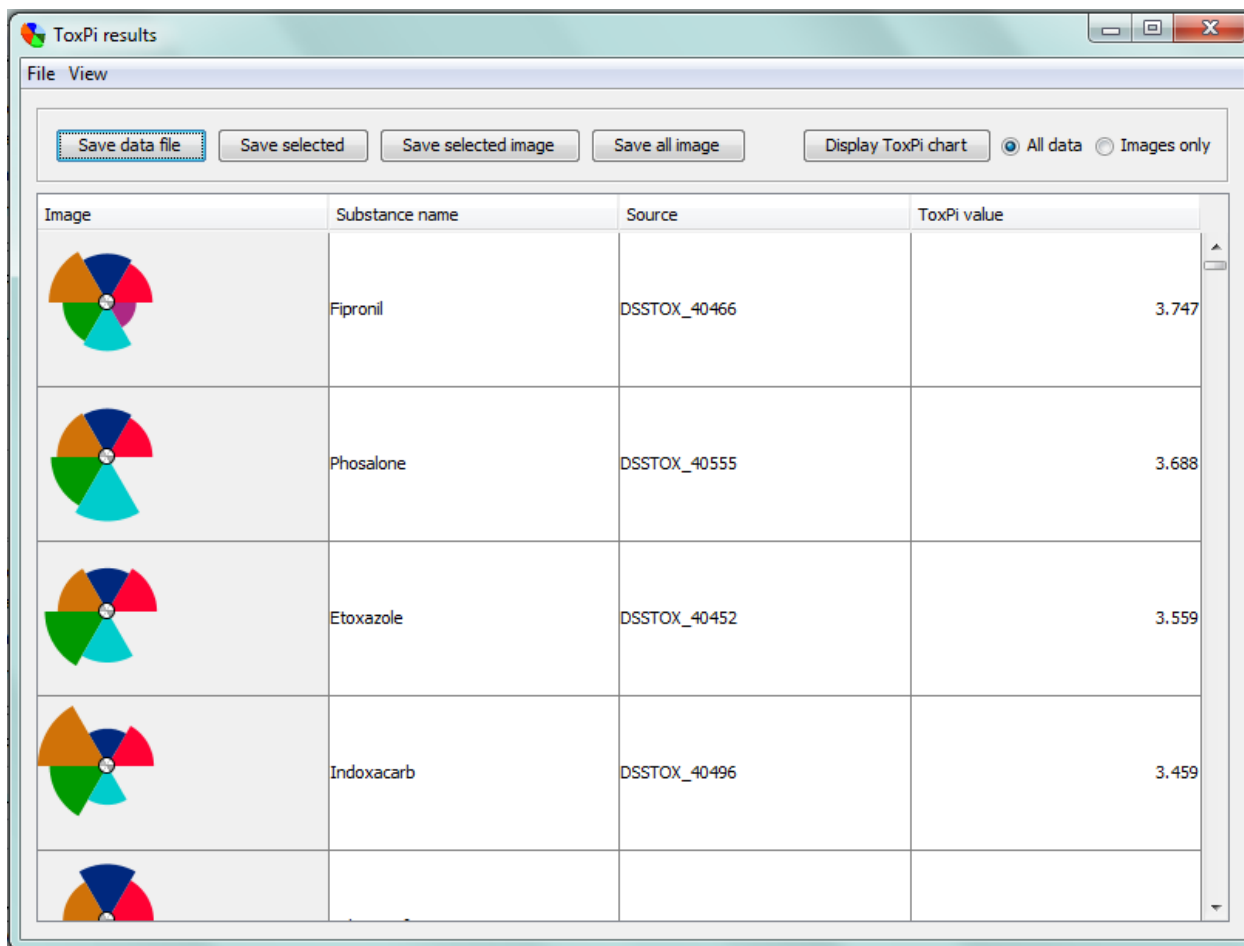 ToxPi results
File View
Save data file Save selected Save selected image Save all image Display ToxPi chart All data Images only
Image Substance name Source ToxPi value
Fipronil DSSTOX_40466 3.747
Phosalone DSSTOX_40555 3.688
Etoxazole DSSTOX_40452 3.559
Indoxacarb DSSTOX_40496 3.459